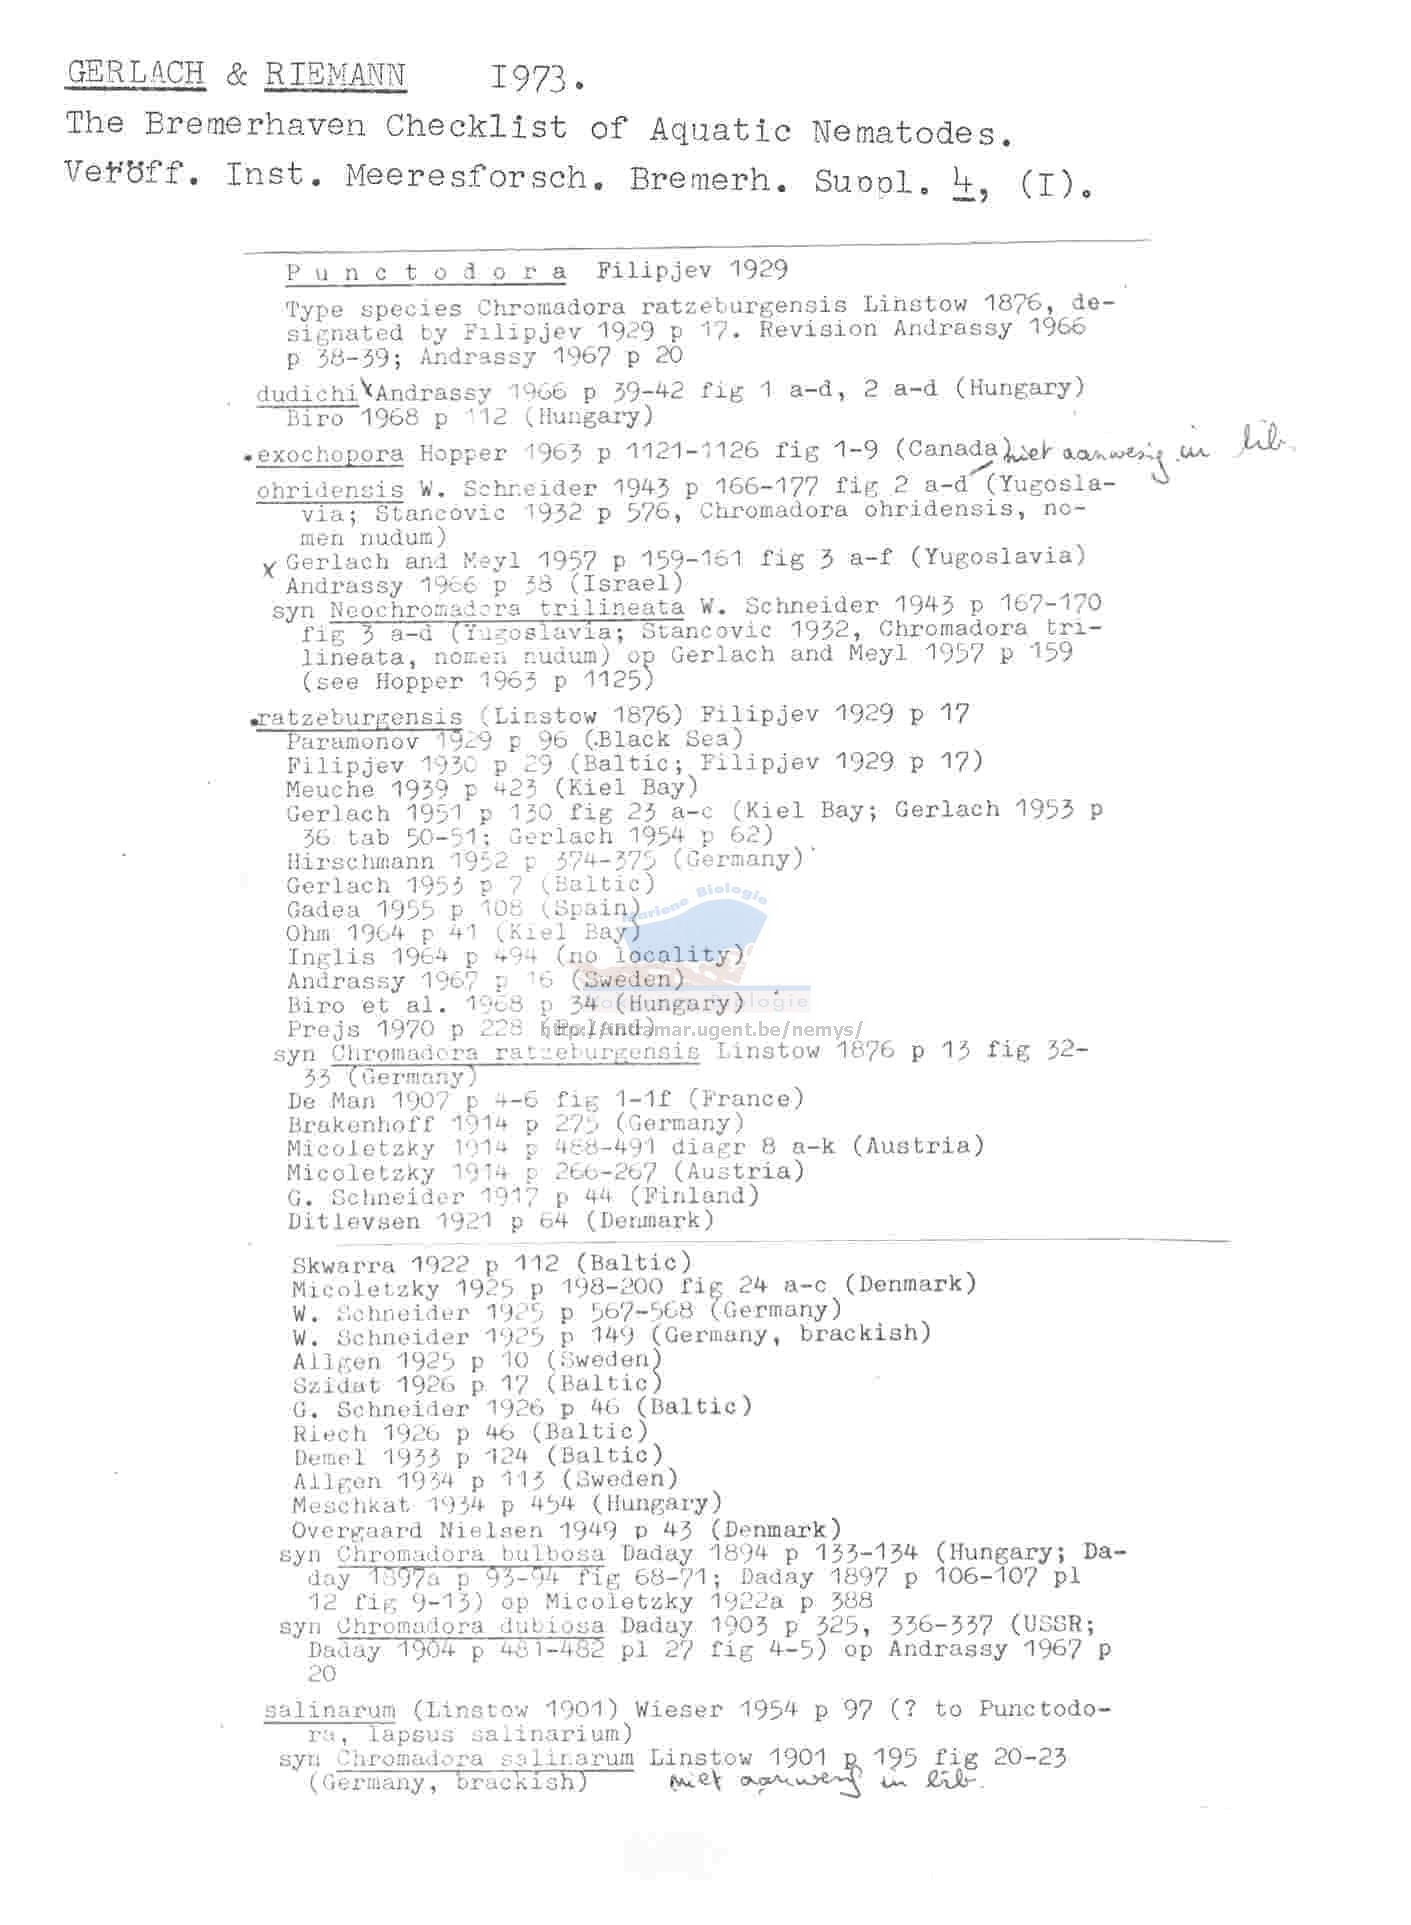 GERLACH & RIEMANN I973.
The Bremerhaven Checklist of Aquatic Nematodes.
Veröff. Inst. Meeresforsch. Bremerh. Suppl. 4, (I).
Punctodora Filipjev 1929
Type species Chromadora ratzeburgensis Linstow 1876, de-
signated by Filipjev 1929 p 17. Revision Andrassy 1966
p 38-39; Andrassy 1967 p 20
dudichi x Andrassy 1966 p 39-42 fig 1 a-d, 2 a-d (Hungary)
Biro 1968 p 112 (Hungary)
.exochopora Hopper 1963 p 1121-1126 fig 1-9 (Canada) niet aanwezig in lib.
ohridensis W. Schneider 1943 p 166-177 fig 2 a-d (Yugosla-
via; Stancovic 1932 p 576, Chromadora ohridensis, no-
men nudum)
x Gerlach and Meyl 1957 p 159-161 fig 3 a-f (Yugoslavia)
Andrassy 1966 p 38 (Israel)
syn Neochromadora trilineata W. Schneider 1943 p 167-170
fig 3 a-d (Yugoslavia; Stancovic 1932, Chromadora tri-
lineata, nomen nudum) op Gerlach and Meyl 1957 p 159
(see Hopper 1963 p 1125)
.ratzeburgensis (Linstow 1876) Filipjev 1929 p 17
Paramonov 1929 p 96 (Black Sea)
Filipjev 1930 p 29 (Baltic; Filipjev 1929 p 17)
Meuche 1939 p 423 (Kiel Bay)
Gerlach 1951 p 130 fig 23 a-c (Kiel Bay; Gerlach 1953 p
36 tab 50-51; Gerlach 1954 p 62)
Hirschmann 1952 p 374-375 (Germany)
Gerlach 1953 p 7 (Baltic)
Gadea 1955 p 108 (Spain)
Ohm 1964 p 41 (Kiel Bay)
Inglis 1964 p 494 (no locality)
Andrassy 1967 p 16 (Sweden)
Biro et al. 1968 p 34 (Hungary)
Prejs 1970 p 228 (Poland)
Mariene Biologie
http://intramar.ugent.be/nemys/
syn Chromadora ratzeburgensis Linstow 1876 p 13 fig 32-
33 (Germany)
De Man 1907 p 4-6 fig 1-1f (France)
Brakenhoff 1914 p 275 (Germany)
Micoletzky 1914 p 488-491 diagr 8 a-k (Austria)
Micoletzky 1914 p 266-267 (Austria)
G. Schneider 1917 p 44 (Finland)
Ditlevsen 1921 p 64 (Denmark)
Skwarra 1922 p 112 (Baltic)
Micoletzky 1925 p 198-200 fig 24 a-c (Denmark)
W. Schneider 1925 p 567-568 (Germany)
W. Schneider 1925 p 149 (Germany, brackish)
Allgen 1925 p 10 (Sweden)
Szidat 1926 p 17 (Baltic)
G. Schneider 1926 p 46 (Baltic)
Riech 1926 p 46 (Baltic)
Demel 1933 p 124 (Baltic)
Allgen 1934 p 113 (Sweden)
Meschkat 1934 p 454 (Hungary)
Overgaard Nielsen 1949 p 43 (Denmark)
syn Chromadora bulbosa Daday 1894 p 133-134 (Hungary; Da-
day 1897a p 93-94 fig 68-71; Daday 1897 p 106-107 pl
12 fig 9-13) op Micoletzky 1922a p 388
syn Chromadora dubiosa Daday 1903 p 325, 336-337 (USSR;
Daday 1904 p 481-482 pl 27 fig 4-5) op Andrassy 1967 p
20
salinarum (Linstow 1901) Wieser 1954 p 97 (? to Punctodo-
ra, lapsus salinarium)
syn Chromadora salinarum Linstow 1901 p 195 fig 20-23
(Germany, brackish) niet aanwezig in lib.